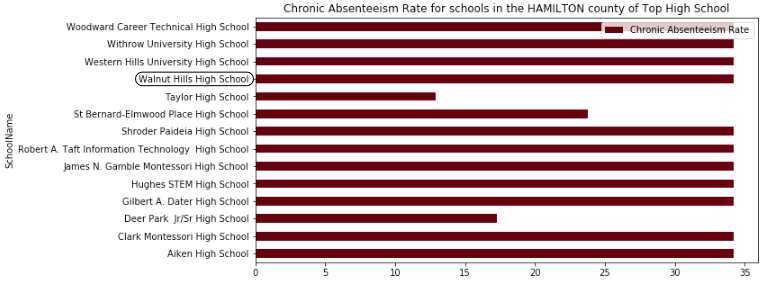 Chronic Absenteeism Rate for schools in the HAMILTON county of Top High School
Chronic Absenteeism Rate
SchoolName
Woodward Career Technical High School
Withrow University High School
Western Hills University High School
Walnut Hills High School
Taylor High School
St Bernard-Elmwood Place High School
Shroder Paideia High School
Robert A. Taft Information Technology  High School
James N. Gamble Montessori High School
Hughes STEM High School
Gilbert A. Dater High School
Deer Park  Jr/Sr High School
Clark Montessori High School
Aiken High School
0 5 10 15 20 25 30 35